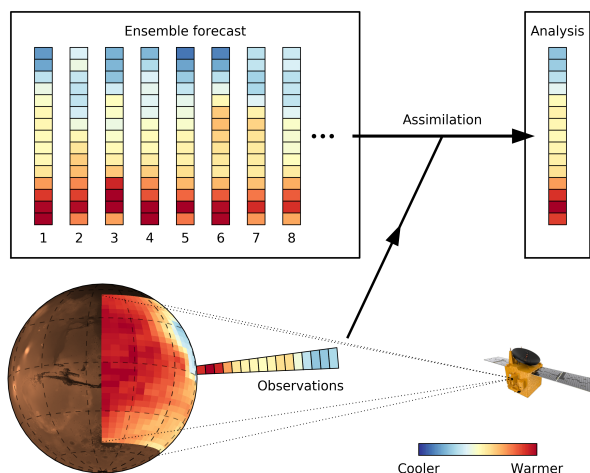 Ensemble forecast
Analysis
...
Assimilation
1 2 3 4 5 6 7 8
Observations
Cooler Warmer